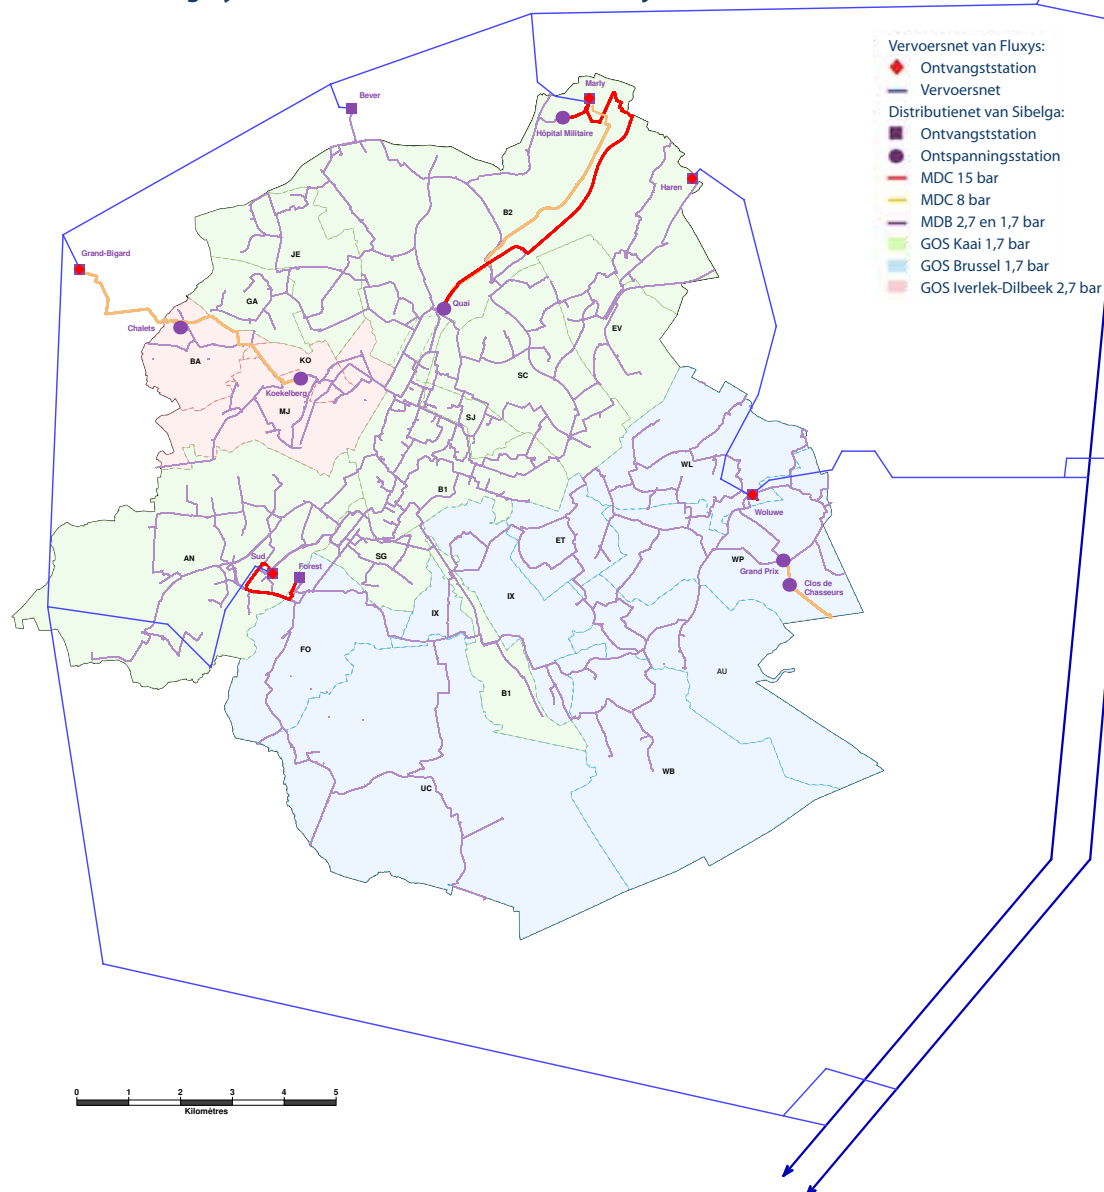 Vervoersnet van Fluxys:
Ontvangststation
Vervoersnet
Distributienet van Sibelga:
Ontvangststation
Ontspanningsstation
MDC 15 bar
MDC 8 bar
MDB 2,7 en 1,7 bar
GOS Kaai 1,7 bar
GOS Brussel 1,7 bar
GOS Iverlek-Dilbeek 2,7 bar
Marly
Bever
Hôpital Militaire
Haren
B2
Grand-Bigard
JE
GA
Quai
Chalets
EV
BA
KO
SC
Koekelberg
MJ
SJ
WL
B1
Woluwe
ET
AN
Sud
SG
WP
Forest
Grand Prix
Clos de
Chasseurs
IX
IX
FO
AU
B1
WB
UC
0 1 2 3 4 5
Kilomètres